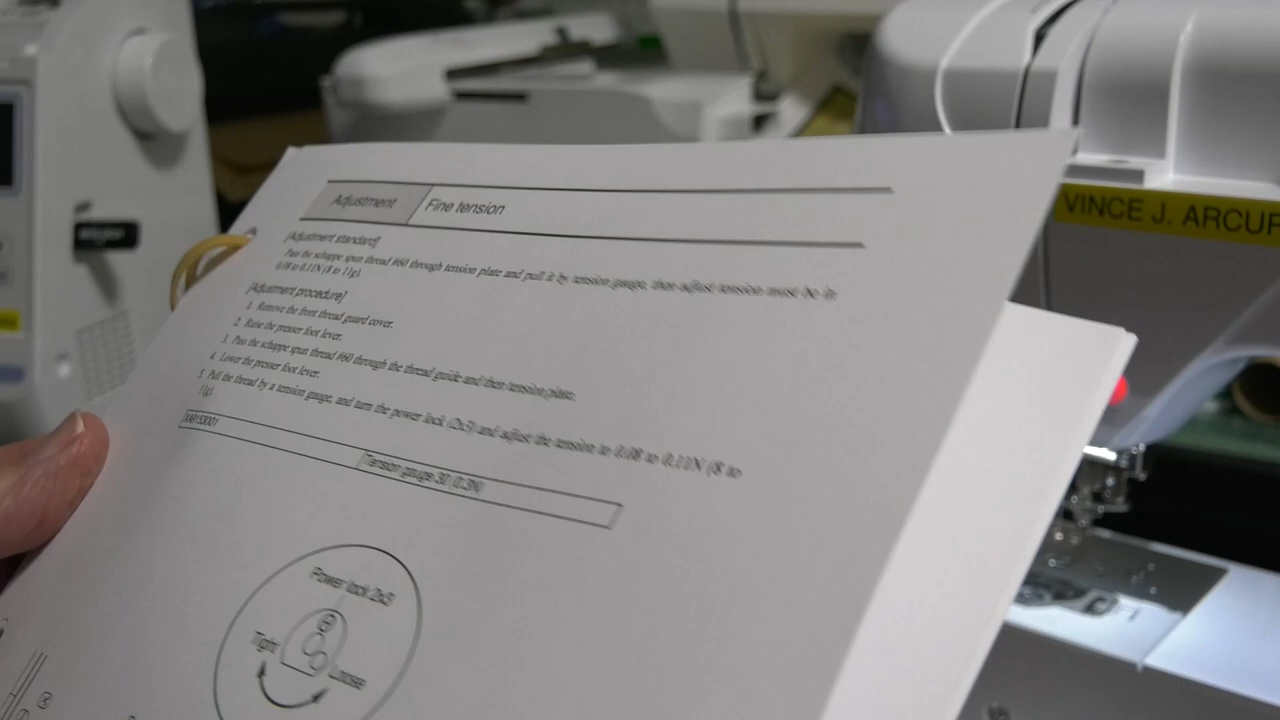 Adjustment Fine tension
[Adjustment standard]
Pass the schappe spun thread #60 through tension plate and pull it by tension gauge, then adjust tension must be in
0.08 to 0.11N (8 to 11g).
[Adjustment procedure]
1. Remove the front thread guard cover.
2. Raise the presser foot lever.
3. Pass the schappe spun thread #60 through the thread guide and then tension plate.
4. Lower the presser foot lever.
5. Pull the thread by a tension gauge, and turn the power lock (2x3) and adjust the tension to 0.08 to 0.11N (8 to
11g).
Tension gauge 30 (0.3N)
Power lock 2x3
Tight
Loose
VINCE J. ARCUR